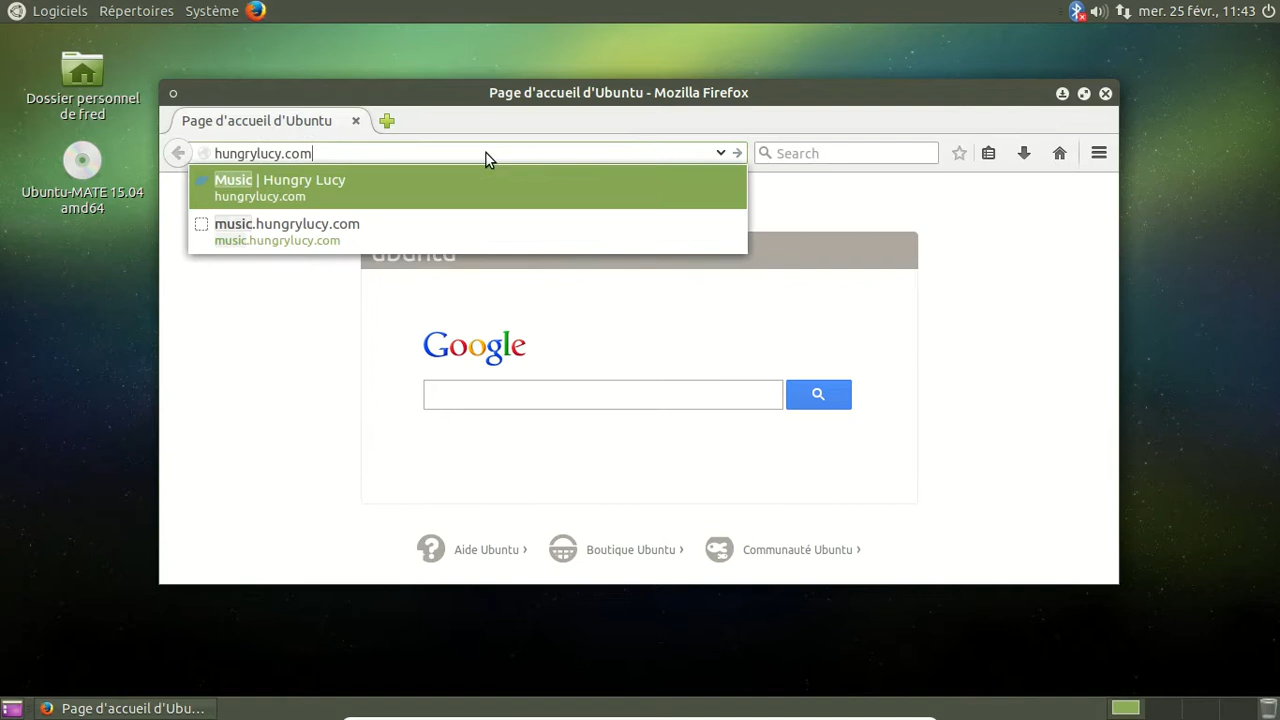 Logiciels Répertoires Système
mer. 25 févr., 11:43
Dossier personnel
de fred
Ubuntu-MATE 15.04
amd64
Page d'accueil d'Ubuntu - Mozilla Firefox
Page d'accueil d'Ubuntu
hungrylucy.com
Search
Music | Hungry Lucy
hungrylucy.com
music.hungrylucy.com
music.hungrylucy.com
ubuntu
Google
Aide Ubuntu ›
Boutique Ubuntu ›
Communauté Ubuntu ›
Page d'accueil d'Ubu...